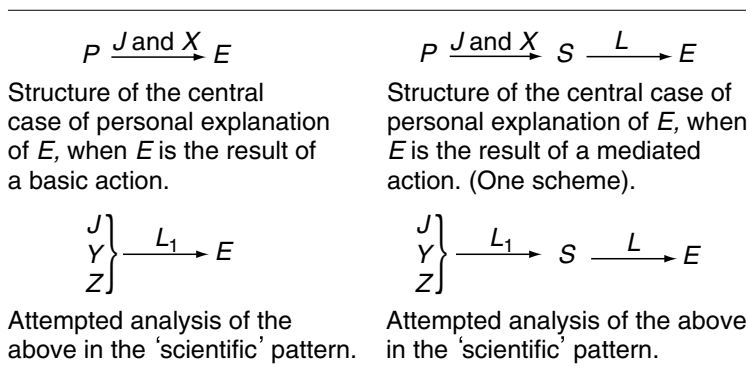 P J and X E
Structure of the central
case of personal explanation
of E, when E is the result of
a basic action.
P J and X S L E
Structure of the central case of
personal explanation of E, when
E is the result of a mediated
action. (One scheme).
J
Y
Z
L1 E
Attempted analysis of the
above in the ‘scientific’ pattern.
J
Y
Z
L1 S L E
Attempted analysis of the above
in the ‘scientific’ pattern.